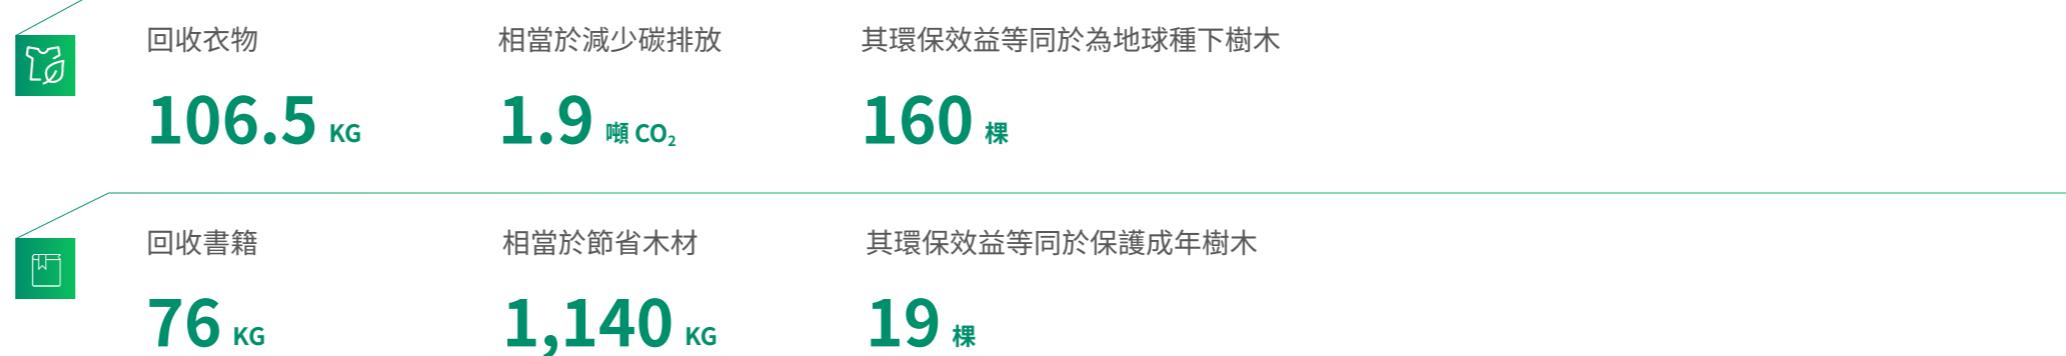 回收衣物 相當於減少碳排放 其環保效益等同於為地球種下樹木
106.5 KG 1.9 噸 CO₂ 160 棵
回收書籍 相當於節省木材 其環保效益等同於保護成年樹木
76 KG 1,140 KG 19 棵